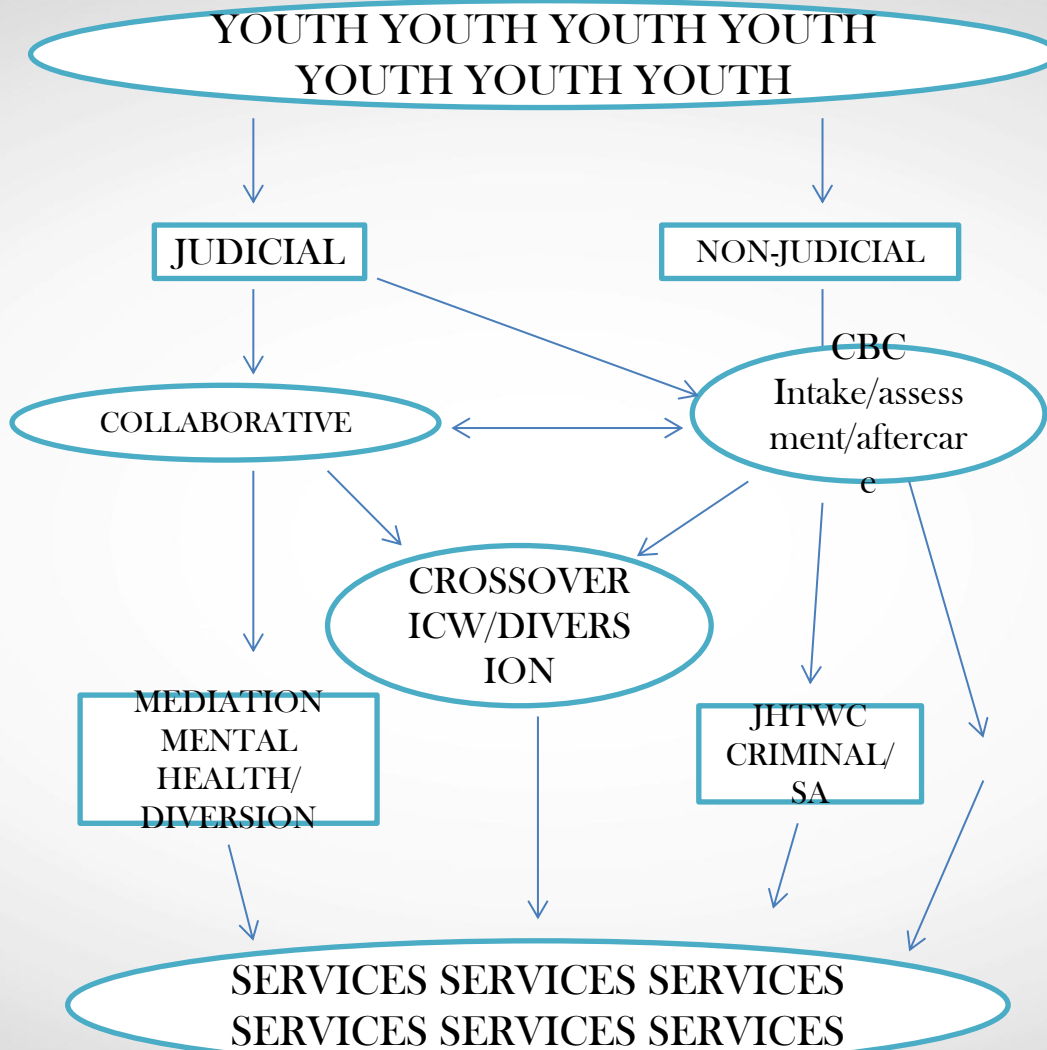 YOUTH YOUTH YOUTH YOUTH
YOUTH YOUTH YOUTH
JUDICIAL
NON-JUDICIAL
COLLABORATIVE
CBC
Intake/assess
ment/aftercar
e
CROSSOVER
ICW/DIVERS
ION
MEDIATION
MENTAL
HEALTH/
DIVERSION
JHTWC
CRIMINAL/
SA
SERVICES SERVICES SERVICES
SERVICES SERVICES SERVICES